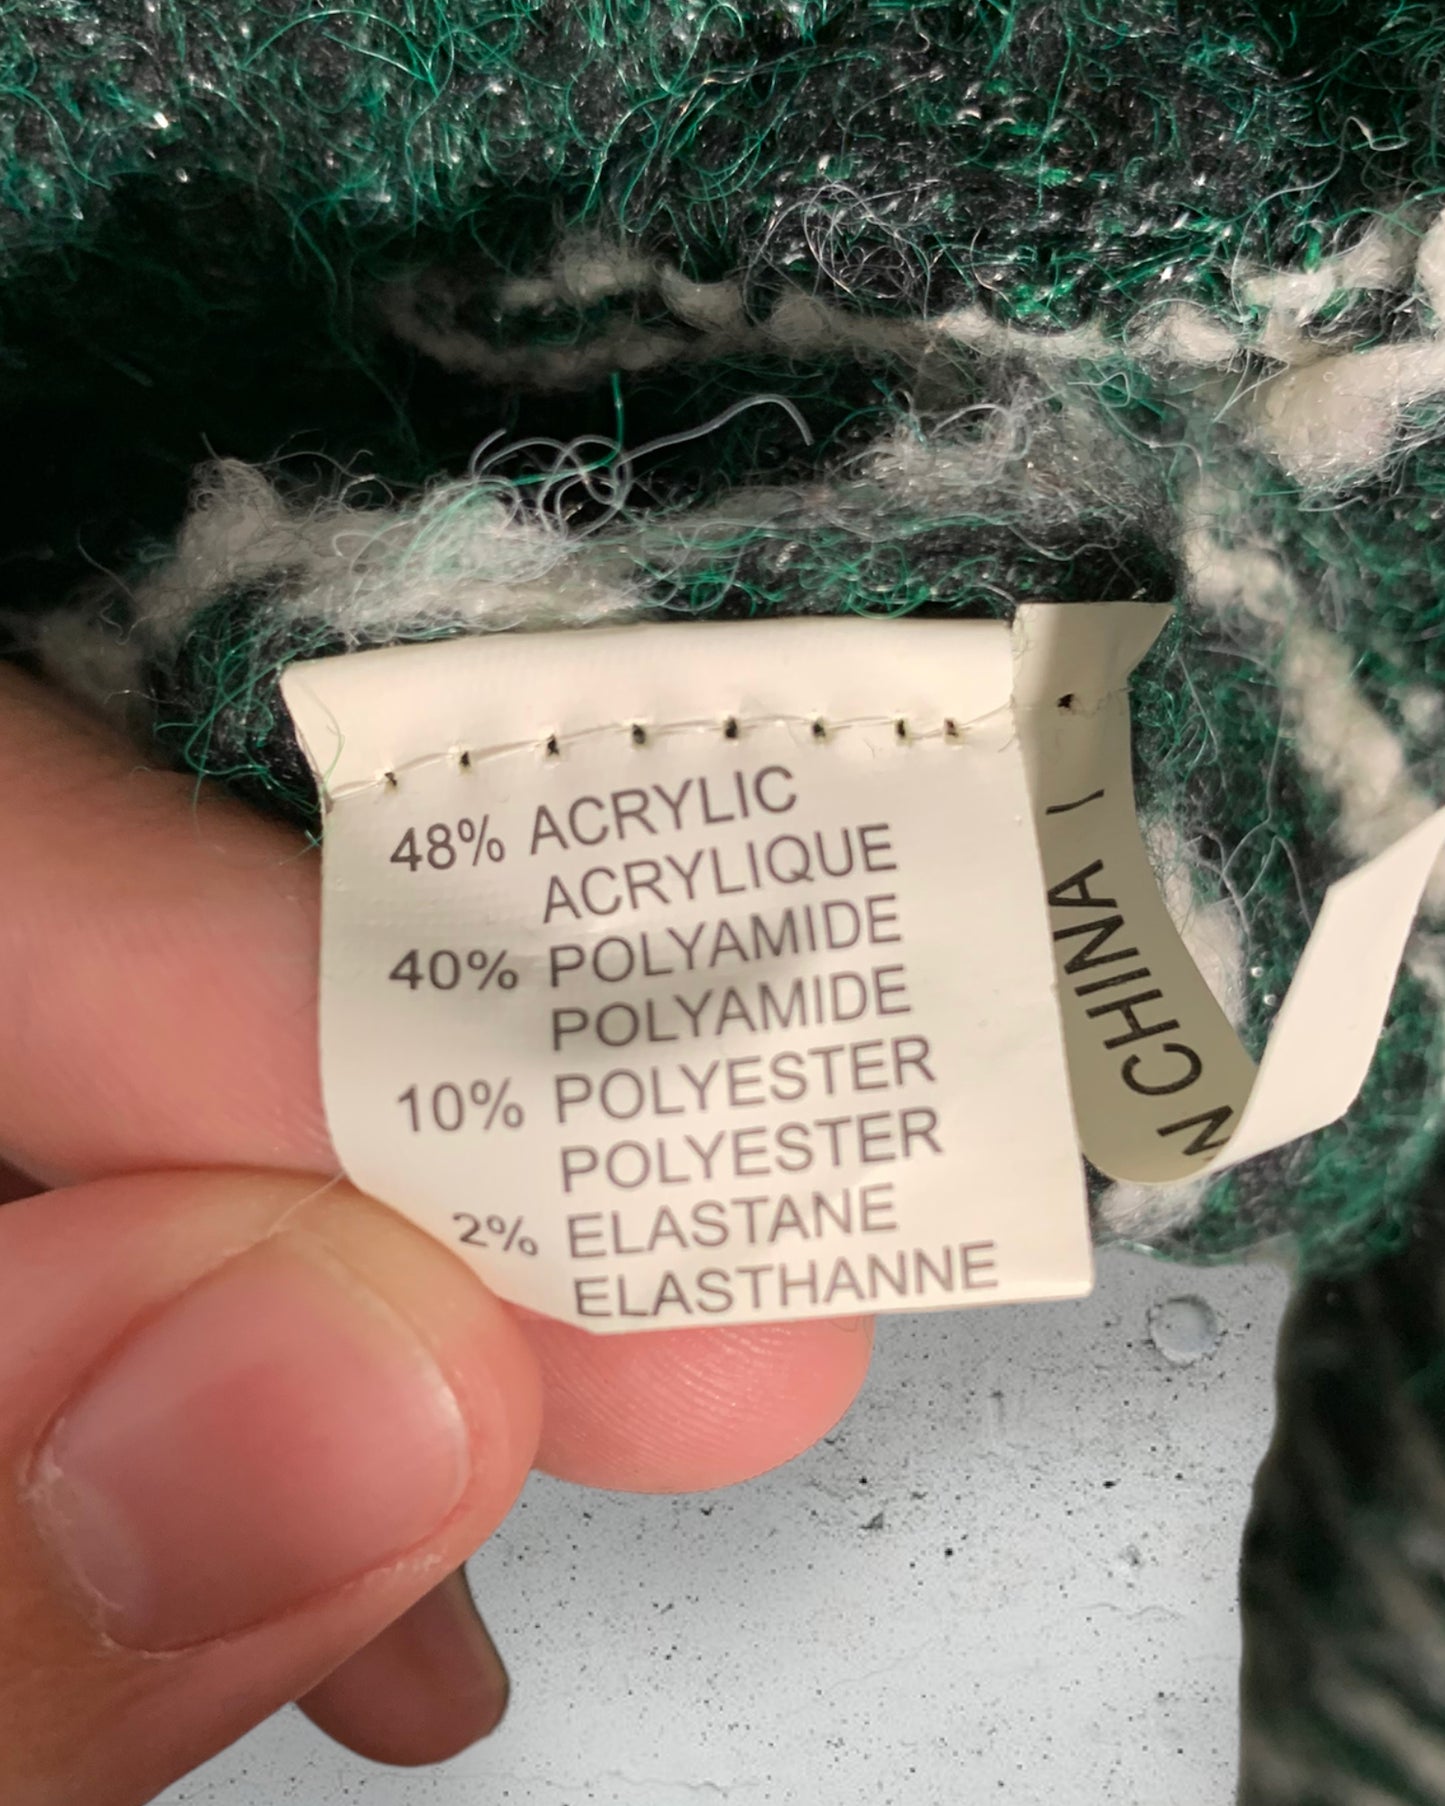 48% ACRYLIC
ACRYLIQUE
40% POLYAMIDE
POLYAMIDE
10% POLYESTER
POLYESTER
2% ELASTANE
ELASTHANNE
CHINA